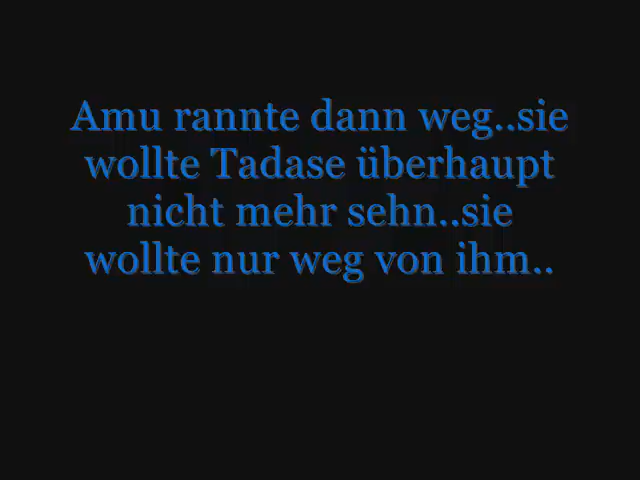 Amu rannte dann weg..sie
wollte Tadase überhaupt
nicht mehr sehn..sie
wollte nur weg von ihm..